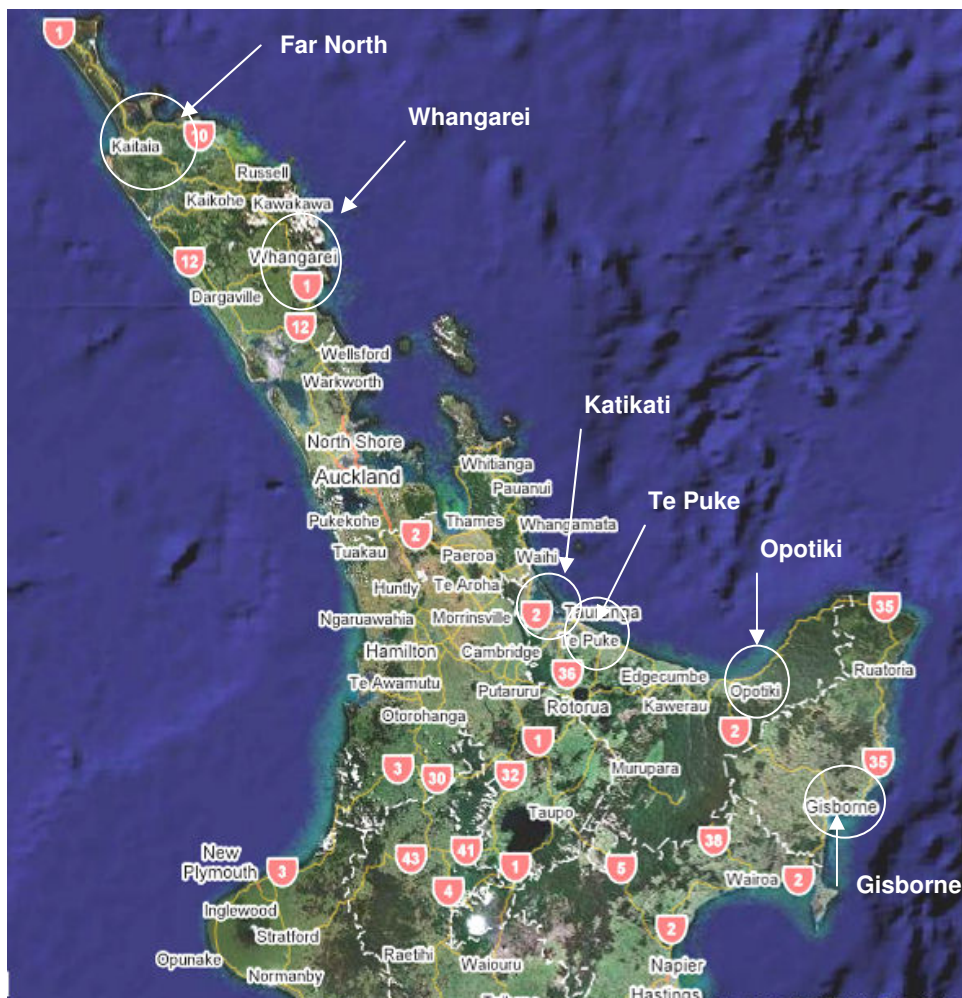 1
Far North
10
Kaitaia
Whangarei
Russell
Kaikohe
Kawakawa
Whangarei
12
1
Dargaville
12
Wellsford
Warkworth
Katikati
North Shore
Whitianga
Auckland
Pauanui
Te Puke
Pukekohe
Thames
Whangamata
2
Tuakau
Paeroa
Waihi
Opotiki
Huntly
Te Aroha
35
Ngaruawahia
Morrinsville
2
Tauranga
Hamilton
Cambridge
Te Puke
36
Edgecumbe
Ruatoria
Te Awamutu
Putaruru
Rotorua
Kawerau
Opotiki
Otorohanga
2
1
35
3
30
32
Murupara
Gisborne
Taupo
38
New
Plymouth
3
43
41
1
5
Wairoa
2
Gisborne
4
Inglewood
2
Stratford
Opunake
Raetihi
Waiouru
Napier
Normanby
Hastings